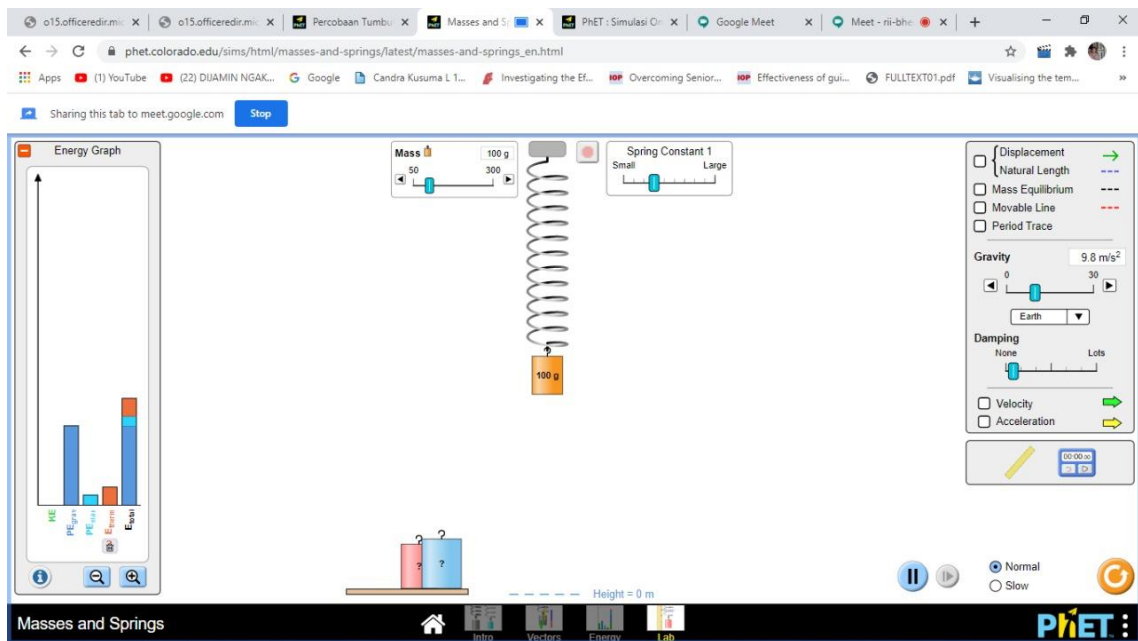 o15.officeredir.mic
o15.officeredir.mic
Percobaan Tumbu
Masses and Sp
PhET : Simulasi On
Google Meet
Meet - rii-bhe
phet.colorado.edu/sims/html/masses-and-springs/latest/masses-and-springs_en.html
Apps
(1) YouTube
(22) DIJAMIN NGAK...
Google
Candra Kusuma L 1...
Investigating the Ef...
IOP Overcoming Senior...
IOP Effectiveness of gui...
FULLTEXT01.pdf
Visualising the tem...
»
Sharing this tab to meet.google.com
Stop
Energy Graph
KE
PEgrav
PEelas
Etherm
Etotal
Mass
100 g
50
300
Spring Constant 1
Small
Large
100 g
?
?
Height = 0 m
Displacement
Natural Length
Mass Equilibrium
Movable Line
Period Trace
Gravity
9.8 m/s²
0
30
Earth
Damping
None
Lots
Velocity
Acceleration
00:00.00
Normal
Slow
Masses and Springs
Intro
Vectors
Energy
Lab
PhET